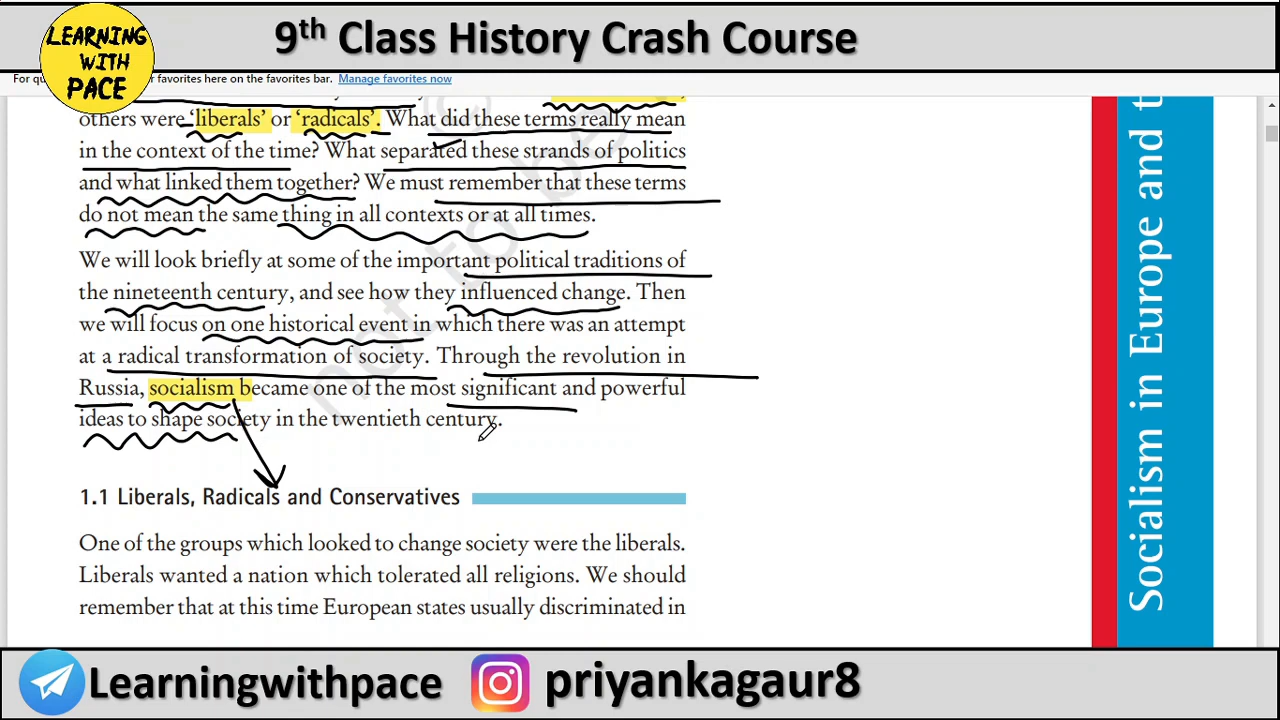 LEARNING
WITH
PACE
9th Class History Crash Course
For qu
r favorites here on the favorites bar. Manage favorites now
others were ‘liberals’ or ‘radicals’. What did these terms really mean
in the context of the time? What separated these strands of politics
and what linked them together? We must remember that these terms
do not mean the same thing in all contexts or at all times.
We will look briefly at some of the important political traditions of
the nineteenth century, and see how they influenced change. Then
we will focus on one historical event in which there was an attempt
at a radical transformation of society. Through the revolution in
Russia, socialism became one of the most significant and powerful
ideas to shape society in the twentieth century.
1.1 Liberals, Radicals and Conservatives
One of the groups which looked to change society were the liberals.
Liberals wanted a nation which tolerated all religions. We should
remember that at this time European states usually discriminated in
Socialism in Europe and t
not to be
©
Learningwithpace
priyankagaur8